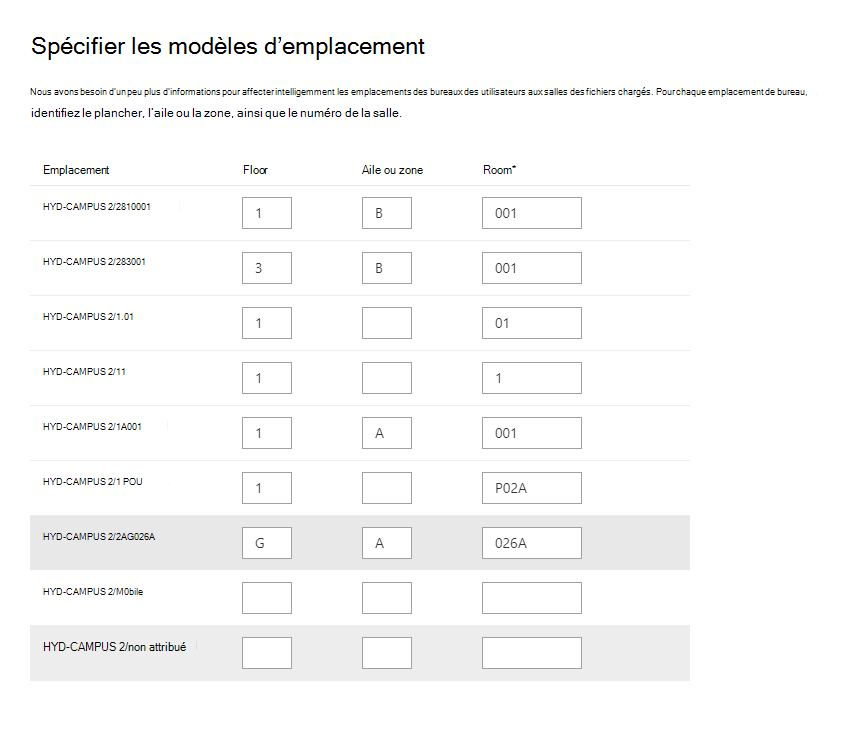 Spécifier les modèles d'emplacement
Nous avons besoin d'un peu plus d'informations pour affecter intelligemment les emplacements des bureaux des utilisateurs aux salles des fichiers chargés. Pour chaque emplacement de bureau,
identifiez le plancher, l'aile ou la zone, ainsi que le numéro de la salle.
Emplacement Floor Aile ou zone Room*
HYD-CAMPUS 2/2810001 1 B 001
HYD-CAMPUS 2/283001 3 B 001
HYD-CAMPUS 2/1.01 1 01
HYD-CAMPUS 2/11 1 1
HYD-CAMPUS 2/1A001 1 A 001
HYD-CAMPUS 2/1 POU 1 P02A
HYD-CAMPUS 2/2AG026A G A 026A
HYD-CAMPUS 2/M0bile
HYD-CAMPUS 2/non attribué